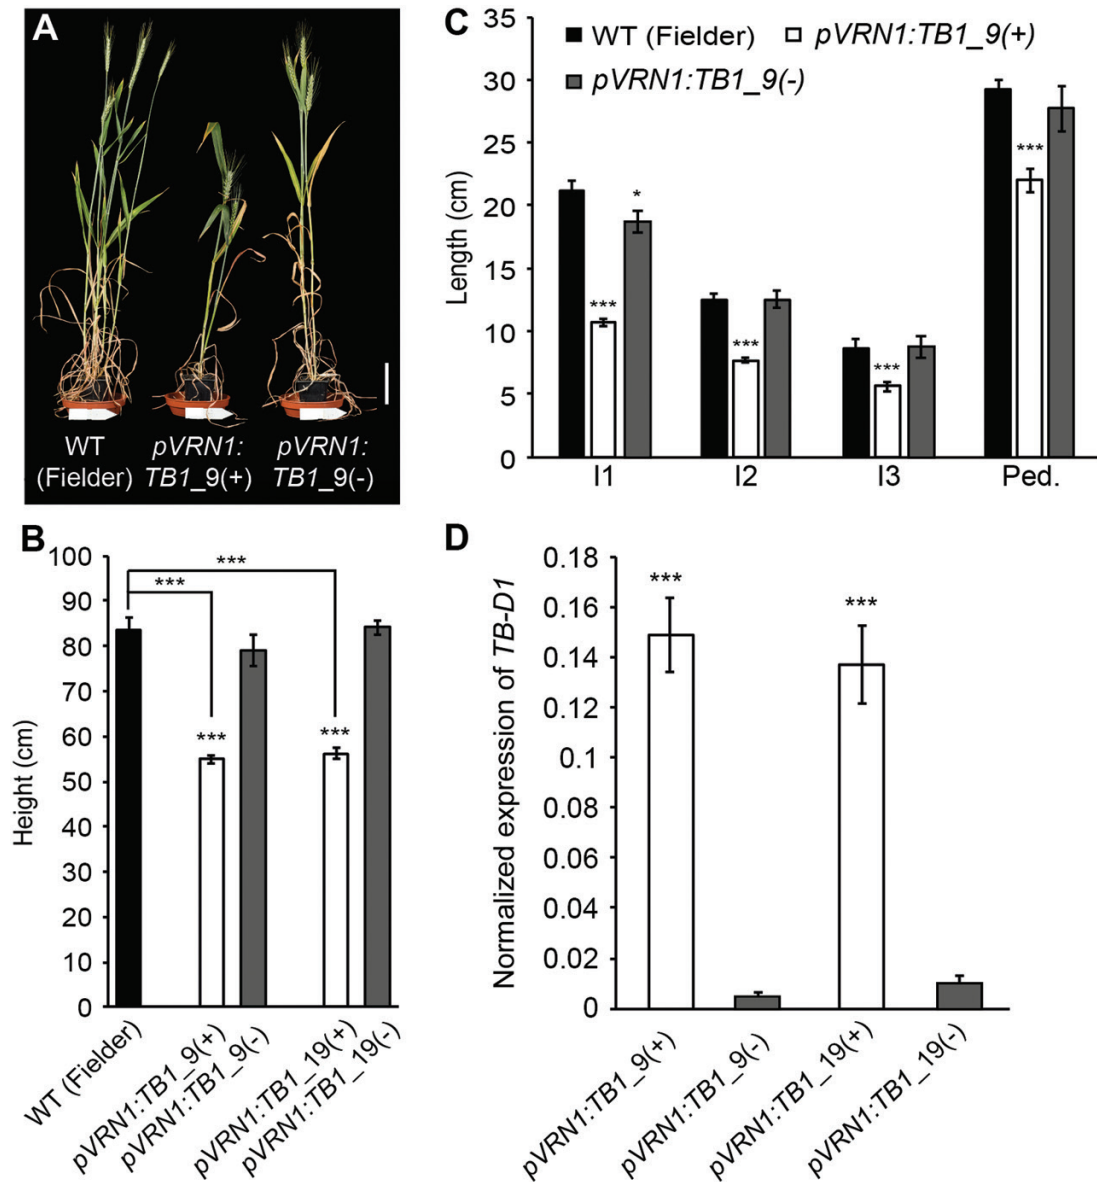 A
WT
(Fielder)
pVRN1:
TB1_9(+)
pVRN1:
TB1_9(-)
B
Height (cm)
100
90
80
70
60
50
40
30
20
10
0
***
***
***
***
WT (Fielder)
pVRN1:TB1_9(+)
pVRN1:TB1_9(-)
pVRN1:TB1_19(+)
pVRN1:TB1_19(-)
C
WT (Fielder)
pVRN1:TB1_9(+)
pVRN1:TB1_9(-)
Length (cm)
35
30
25
20
15
10
5
0
***
*
***
***
***
I1
I2
I3
Ped.
D
Normalized expression of TB-D1
0.18
0.16
0.14
0.12
0.1
0.08
0.06
0.04
0.02
0
***
***
pVRN1:TB1_9(+)
pVRN1:TB1_9(-)
pVRN1:TB1_19(+)
pVRN1:TB1_19(-)